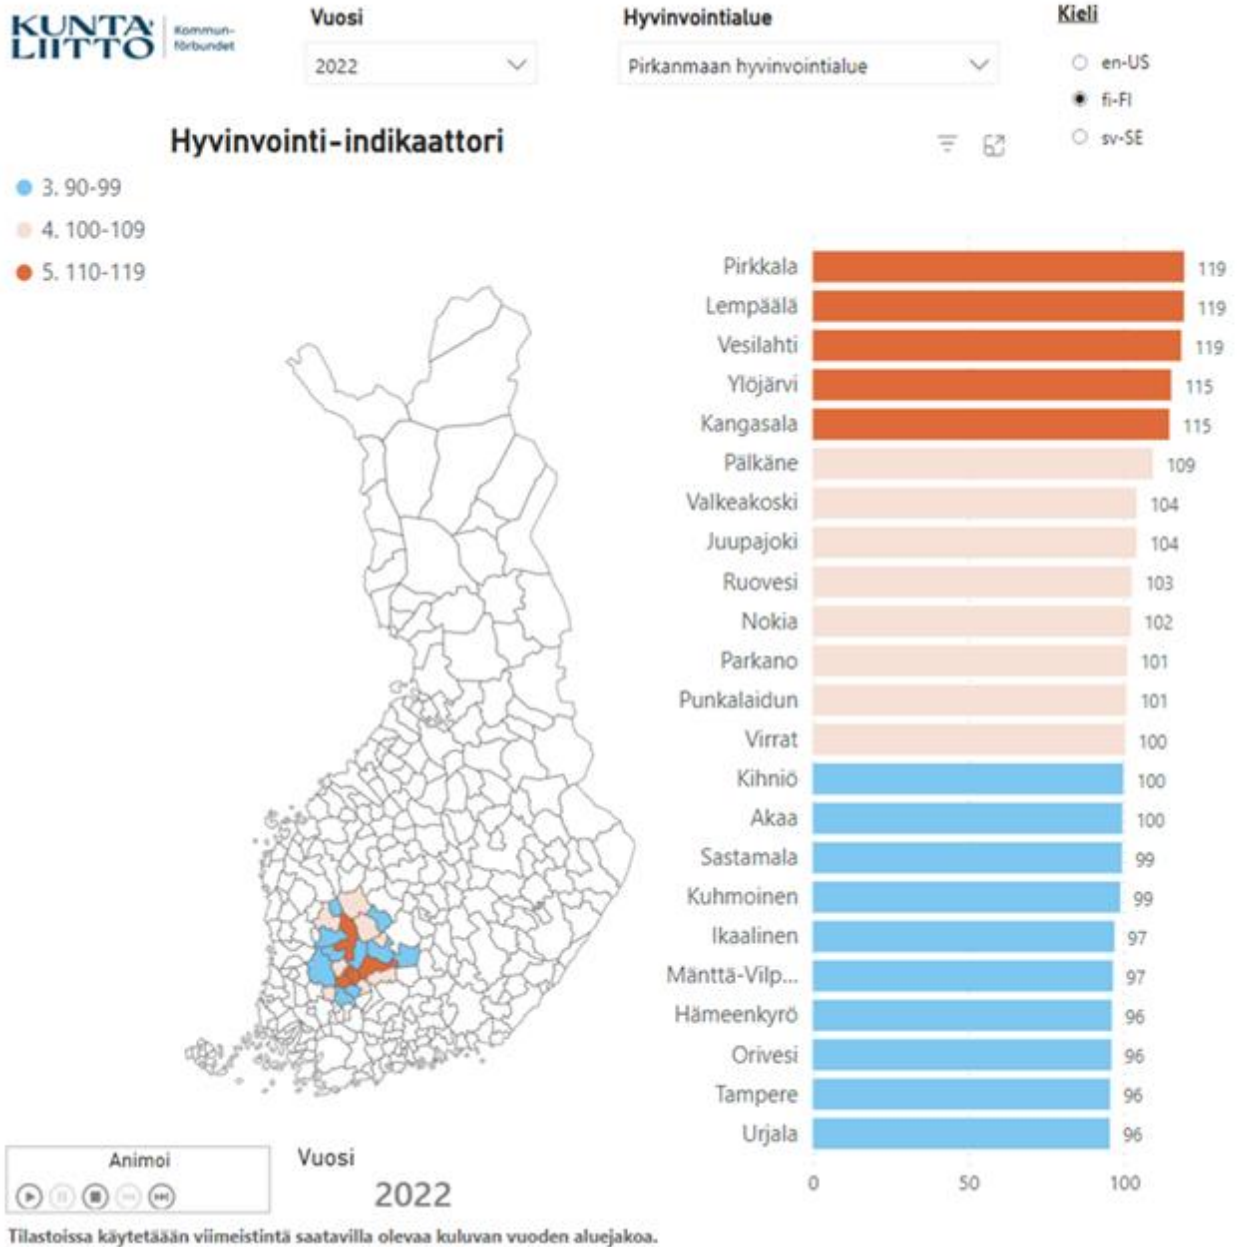 KUNTA
LIITTO
Kommun-
förbundet
Vuosi
2022
Hyvinvointialue
Pirkanmaan hyvinvointialue
Kieli
en-US
fi-FI
sv-SE
Hyvinvointi-indikaattori
3. 90-99
4. 100-109
5. 110-119
Pirkkala 119
Lempäälä 119
Vesilahti 119
Ylöjärvi 115
Kangasala 115
Pälkäne 109
Valkeakoski 104
Juupajoki 104
Ruovesi 103
Nokia 102
Parkano 101
Punkalaidun 101
Virrat 100
Kihniö 100
Akaa 100
Sastamala 99
Kuhmoinen 99
Ikaalinen 97
Mänttä-Vilp... 97
Hämeenkyrö 96
Orivesi 96
Tampere 96
Urjala 96
0 50 100
Animoi
Vuosi
2022
Tilastoissa käytetäään viimeistintä saatavilla olevaa kuluvan vuoden aluejakoa.